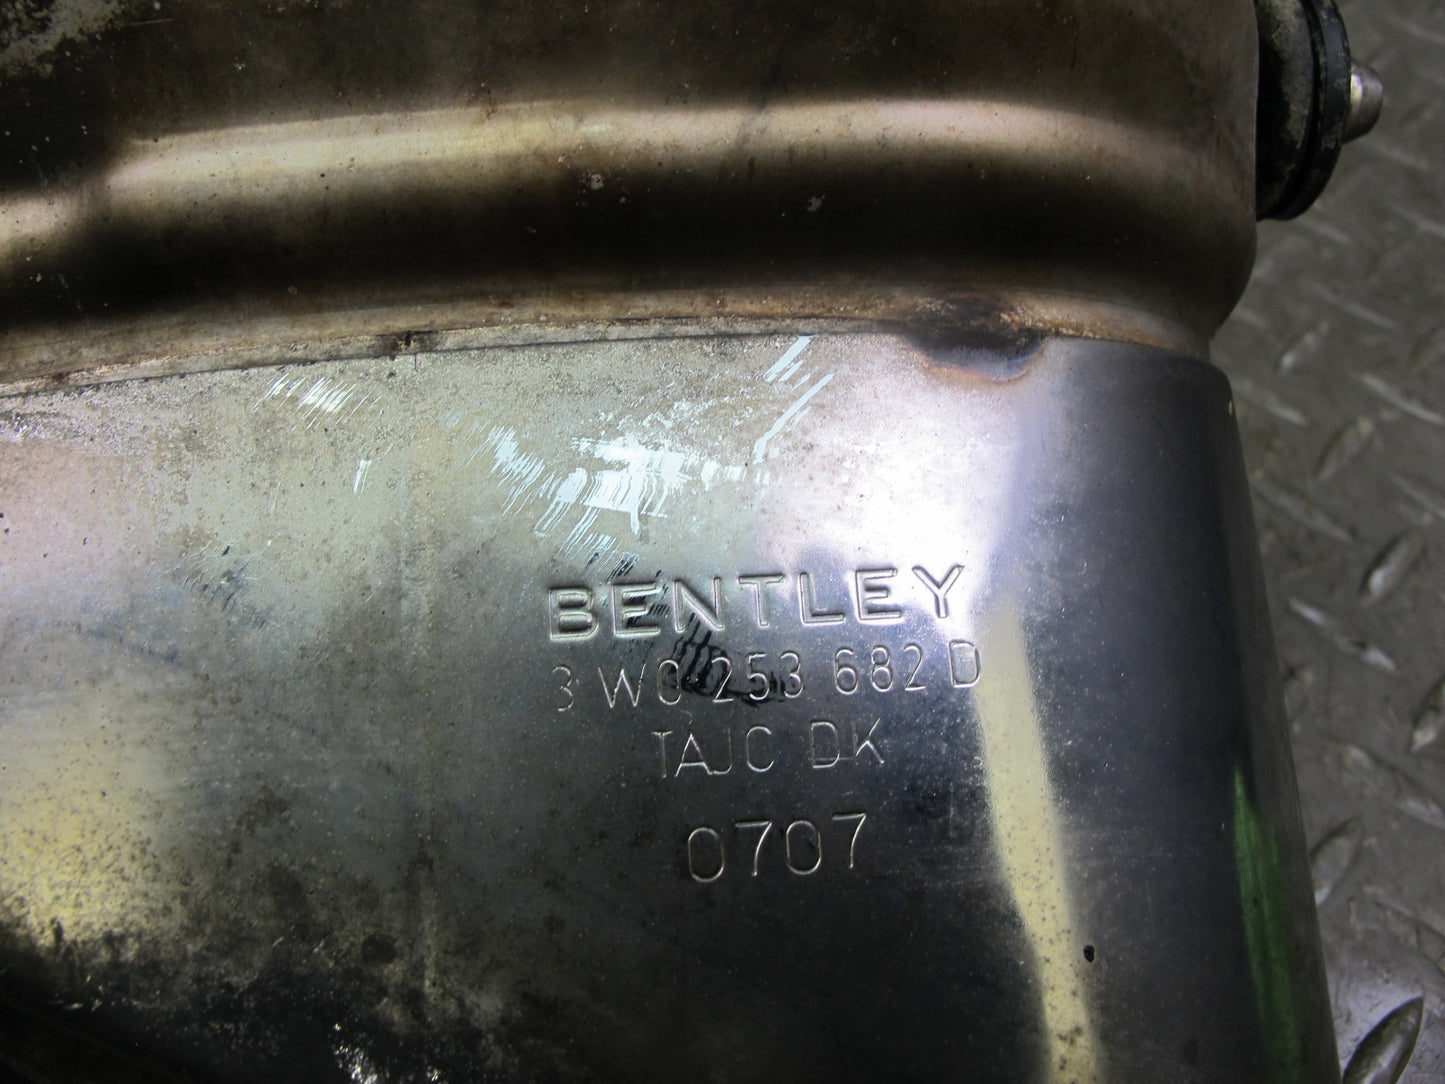 BENTLEY
3W0 253 682 D
TAJC DK
0707